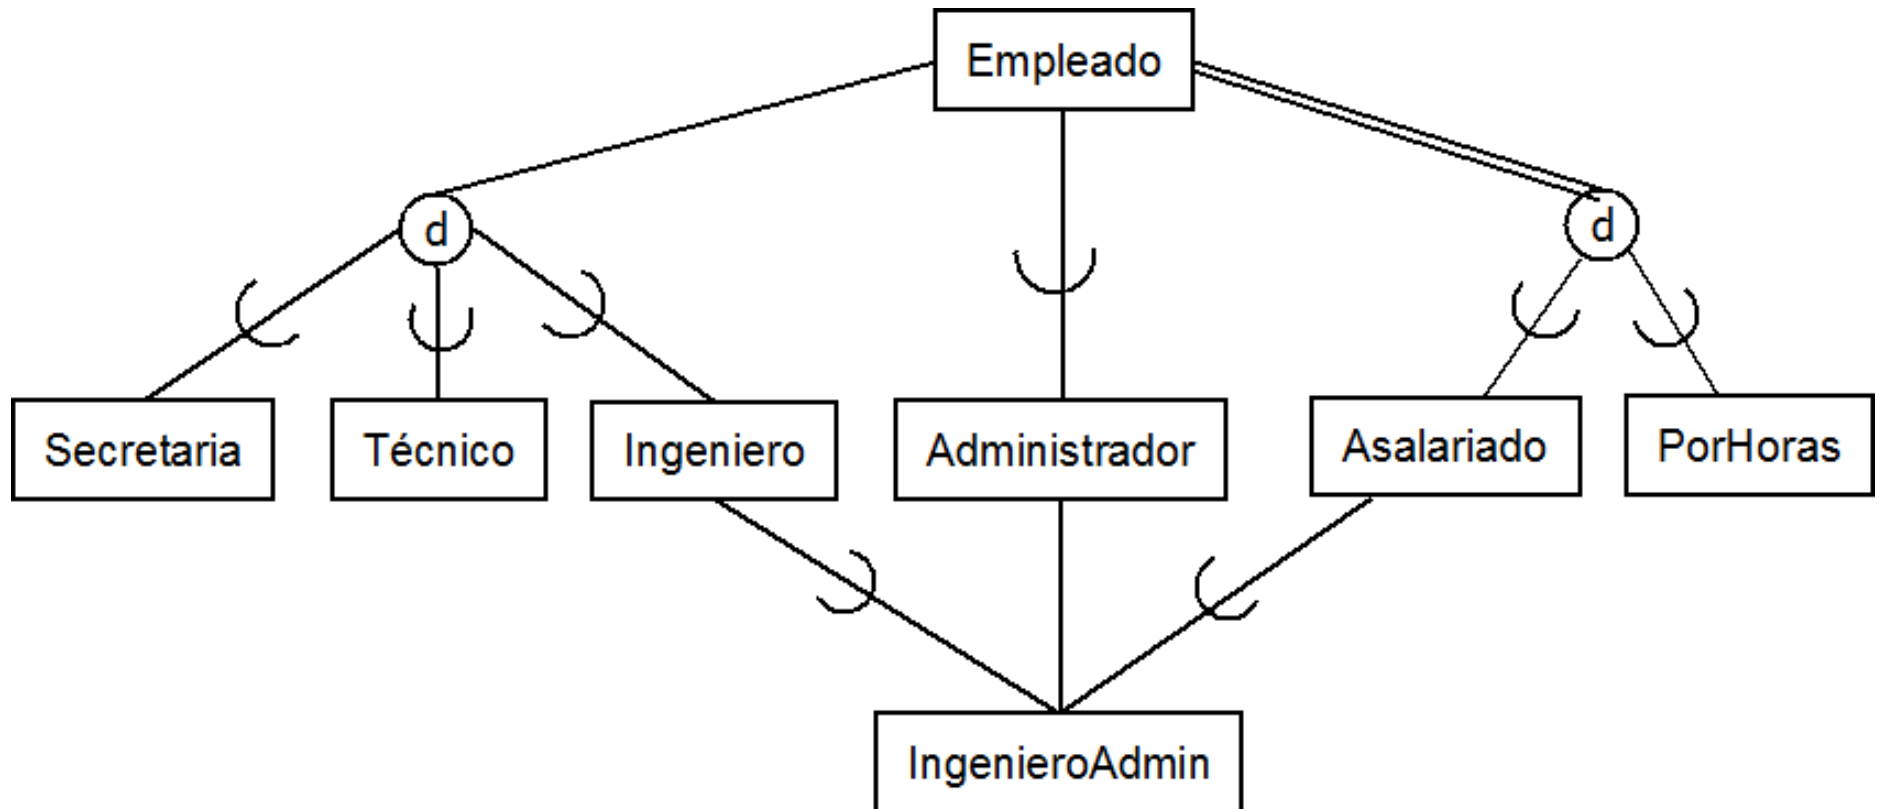 Empleado
d
d
Secretaria
Técnico
Ingeniero
Administrador
Asalariado
PorHoras
IngenieroAdmin